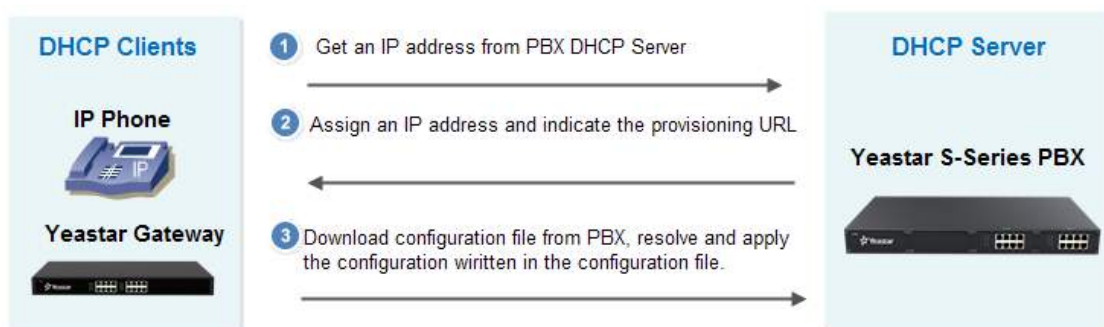 DHCP Clients
IP Phone
IP
Yeastar Gateway
Yeastar
1 Get an IP address from PBX DHCP Server
2 Assign an IP address and indicate the provisioning URL
3 Download configuration file from PBX, resolve and apply
the configuration wiritten in the configuration file.
DHCP Server
Yeastar S-Series PBX
Yeastar